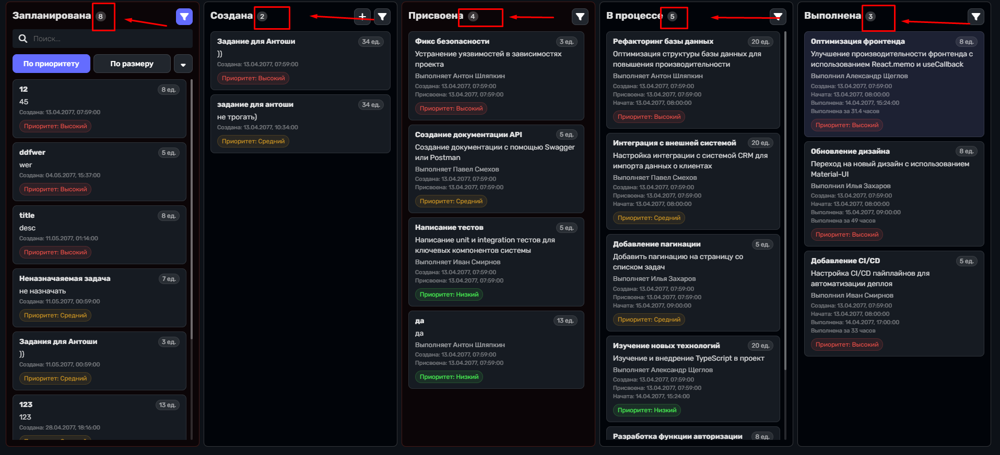 Запланирована 8
Поиск...
По приоритету
По размеру
12
8 ед.
45
Создана: 13.04.2077, 07:59:00
Приоритет: Высокий
ddfwer
5 ед.
wer
Создана: 04.05.2077, 15:37:00
Приоритет: Высокий
title
8 ед.
desc
Создана: 11.05.2077, 01:14:00
Приоритет: Высокий
Неназначаяемая задача
7 ед.
не назначать
Создана: 11.05.2077, 00:59:00
Приоритет: Средний
Задания для Антоши
3 ед.
))
Создана: 11.05.2077, 00:59:00
Приоритет: Средний
123
13 ед.
123
Создана: 28.04.2077, 18:16:00
Создана 2
Задание для Антоши
34 ед.
))
Создана: 13.04.2077, 07:59:00
Приоритет: Высокий
задание для антоши
34 ед.
не трогать)
Создана: 13.04.2077, 10:34:00
Приоритет: Средний
Присвоена 4
Фикс безопасности
3 ед.
Устранение уязвимостей в зависимостях
проекта
Выполняет Антон Шляпкин
Создана: 13.04.2077, 07:59:00
Присвоена: 13.04.2077, 07:59:00
Приоритет: Высокий
Создание документации API
5 ед.
Создание документации с помощью Swagger
или Postman
Выполняет Павел Смехов
Создана: 13.04.2077, 07:59:00
Присвоена: 13.04.2077, 07:59:00
Приоритет: Средний
Написание тестов
5 ед.
Написание unit и integration тестов для
ключевых компонентов системы
Выполняет Иван Смирнов
Создана: 13.04.2077, 07:59:00
Присвоена: 13.04.2077, 07:59:00
Приоритет: Низкий
да
13 ед.
да
Выполняет Антон Шляпкин
Создана: 13.04.2077, 07:59:00
Присвоена: 13.04.2077, 07:59:00
Приоритет: Низкий
В процессе 5
Рефакторинг базы данных
20 ед.
Оптимизация структуры базы данных для
повышения производительности
Выполняет Антон Шляпкин
Создана: 13.04.2077, 07:59:00
Присвоена: 13.04.2077, 07:59:00
Начата: 13.04.2077, 08:00:00
Приоритет: Высокий
Интеграция с внешней системой
20 ед.
Настройка интеграции с системой CRM для
импорта данных о клиентах
Выполняет Павел Смехов
Создана: 13.04.2077, 07:59:00
Присвоена: 13.04.2077, 07:59:00
Начата: 13.04.2077, 08:00:00
Приоритет: Средний
Добавление пагинации
5 ед.
Добавить пагинацию на страницу со
списком задач
Выполняет Илья Захаров
Создана: 13.04.2077, 07:59:00
Присвоена: 13.04.2077, 07:59:00
Начата: 15.04.2077, 09:00:00
Приоритет: Средний
Изучение новых технологий
20 ед.
Изучение и внедрение TypeScript в проект
Выполняет Александр Щеглов
Создана: 13.04.2077, 07:59:00
Присвоена: 13.04.2077, 07:59:00
Начата: 14.04.2077, 15:24:00
Приоритет: Низкий
Разработка функции авторизации
8 ед.
Выполнена 3
Оптимизация фронтенда
8 ед.
Улучшение производительности фронтенда с
использованием React.memo и useCallback
Выполнил Александр Щеглов
Создана: 13.04.2077, 07:59:00
Начата: 13.04.2077, 08:00:00
Выполнена: 14.04.2077, 15:24:00
Выполнена за 31.4 часов
Приоритет: Высокий
Обновление дизайна
8 ед.
Переход на новый дизайн с использованием
Material-UI
Выполнил Илья Захаров
Создана: 13.04.2077, 07:59:00
Начата: 13.04.2077, 08:00:00
Выполнена: 15.04.2077, 09:00:00
Выполнена за 49 часов
Приоритет: Высокий
Добавление CI/CD
5 ед.
Настройка CI/CD пайплайнов для
автоматизации деплоя
Выполнил Иван Смирнов
Создана: 13.04.2077, 07:59:00
Начата: 13.04.2077, 08:00:00
Выполнена: 14.04.2077, 17:00:00
Выполнена за 33 часов
Приоритет: Высокий